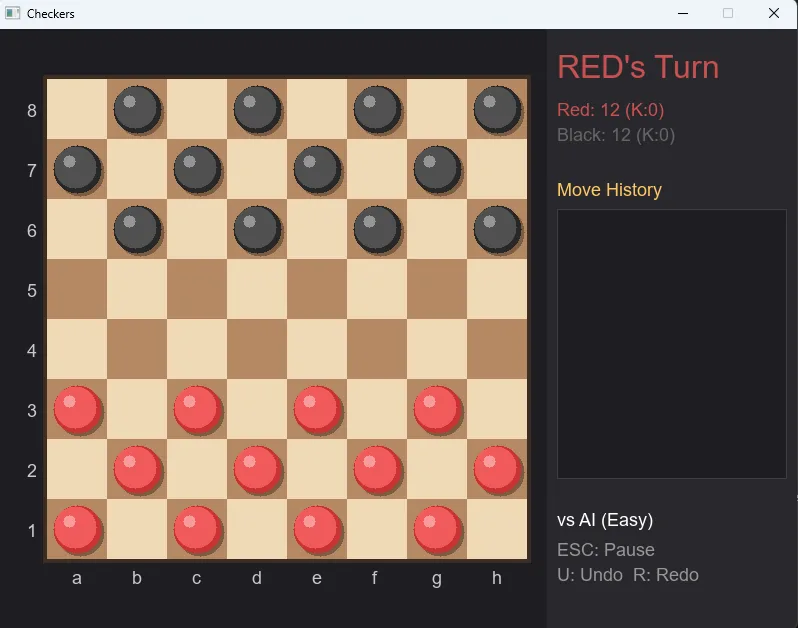 Checkers
RED's Turn
Red: 12 (K:0)
Black: 12 (K:0)
Move History
8
7
6
5
4
3
2
1
a b c d e f g h
vs AI (Easy)
ESC: Pause
U: Undo R: Redo